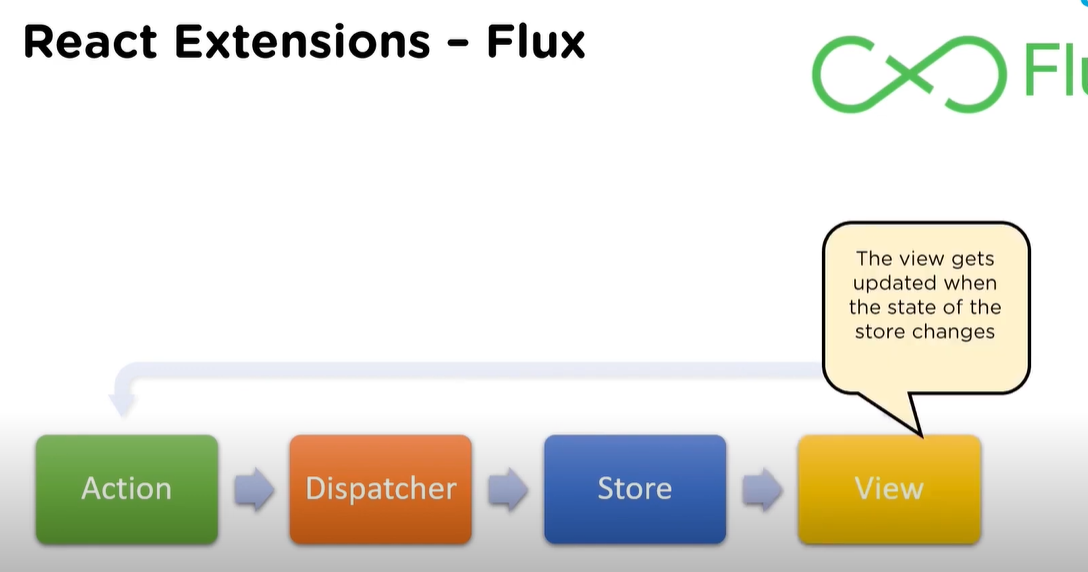 React Extensions – Flux
The view gets
updated when
the state of the
store changes
Action
Dispatcher
Store
View